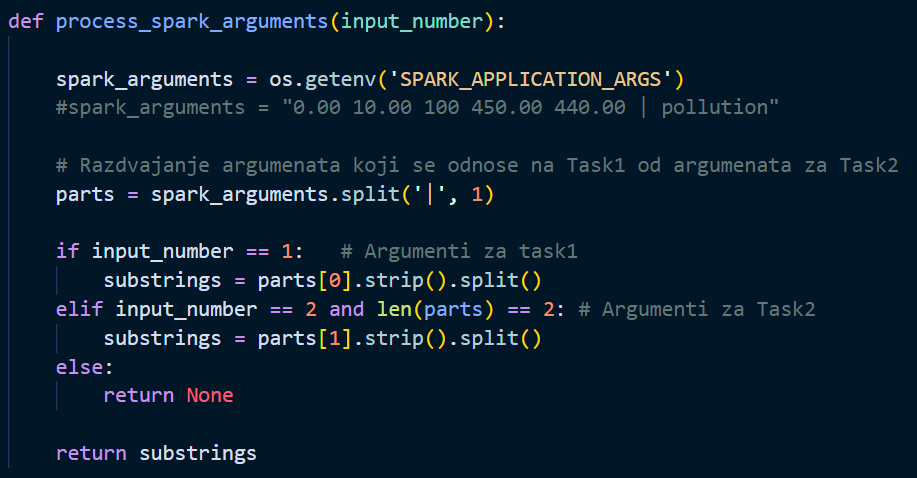 def process_spark_arguments(input_number):
    spark_arguments = os.getenv('SPARK_APPLICATION_ARGS')
    #spark_arguments = "0.00 10.00 100 450.00 440.00 | pollution"
    # Razdvajanje argumenata koji se odnose na Task1 od argumenata za Task2
    parts = spark_arguments.split('|', 1)
    if input_number == 1:   # Argumenti za task1
        substrings = parts[0].strip().split()
    elif input_number == 2 and len(parts) == 2: # Argumenti za Task2
        substrings = parts[1].strip().split()
    else:
        return None
    return substrings